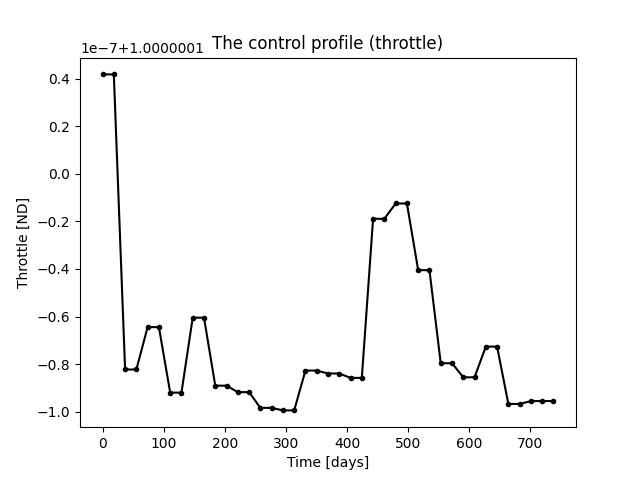 1e−7+1.0000001
The control profile (throttle)
0.4
0.2
0.0
−0.2
−0.4
−0.6
−0.8
−1.0
Throttle [ND]
0 100 200 300 400 500 600 700
Time [days]